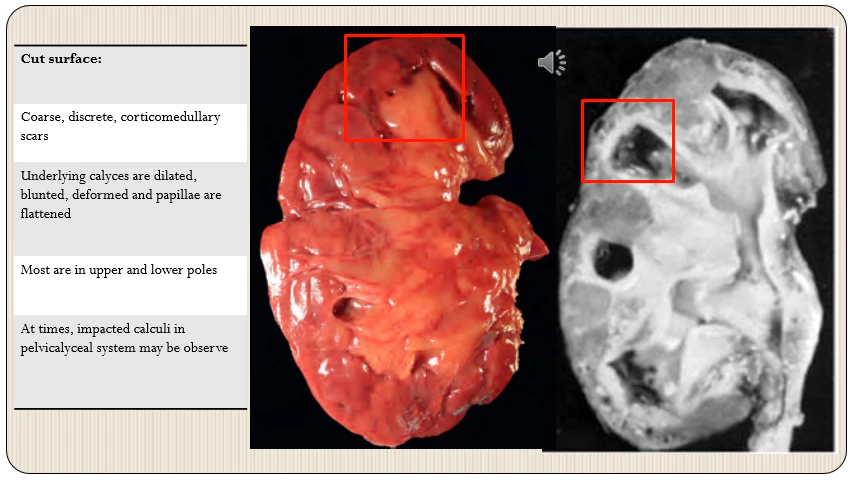 Cut surface:
Coarse, discrete, corticomedullary
scars
Underlying calyces are dilated,
blunted, deformed and papillae are
flattened
Most are in upper and lower poles
At times, impacted calculi in
pelvicalyceal system may be observe